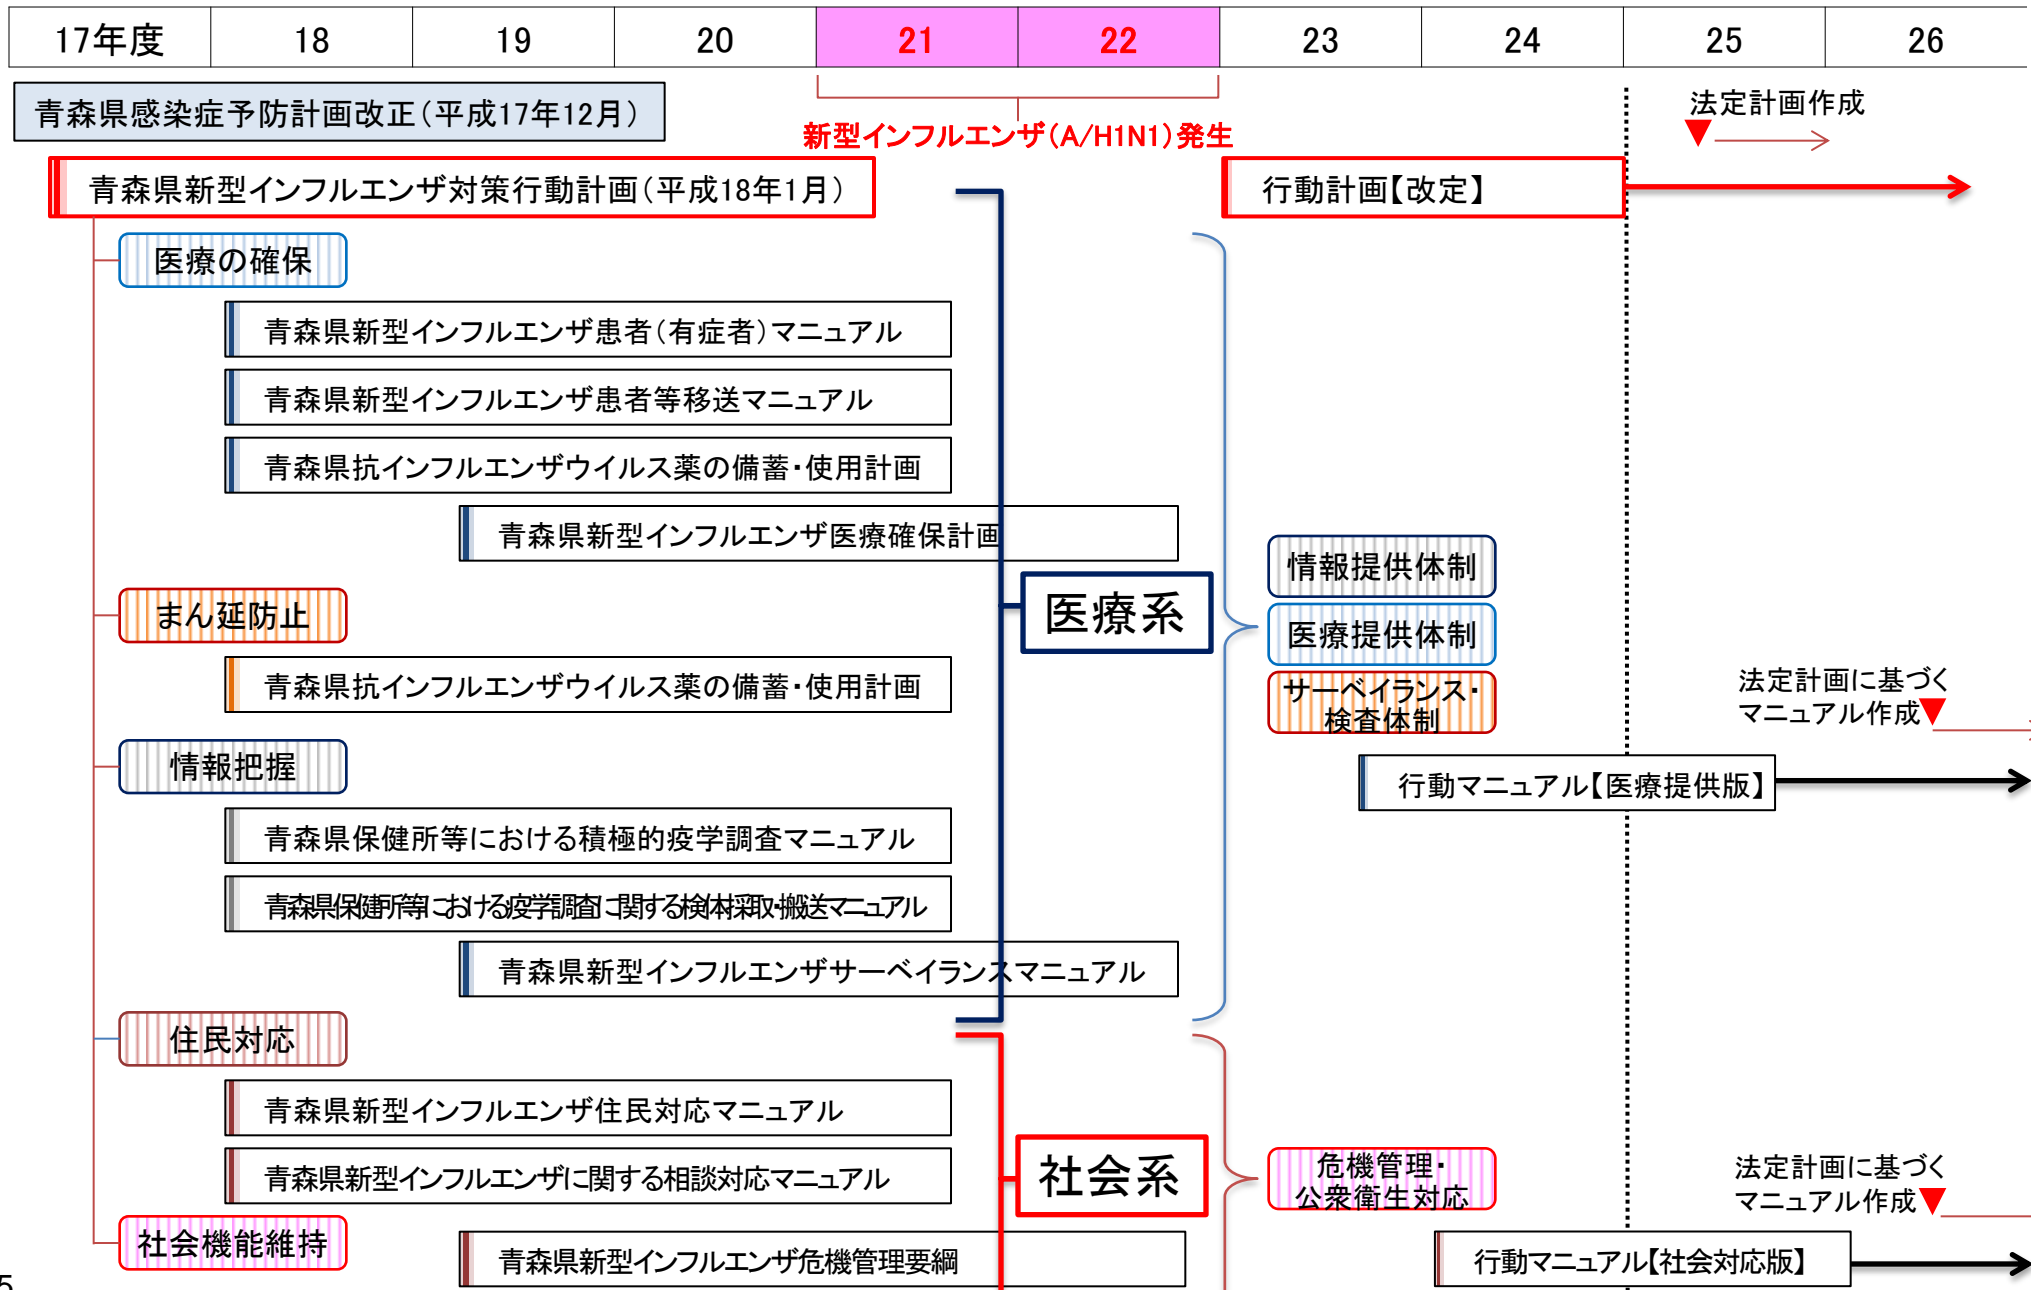 17年度 18 19 20 21 22 23 24 25 26
青森県感染症予防計画改正(平成17年12月)
新型インフルエンザ(A/H1N1)発生
法定計画作成
青森県新型インフルエンザ対策行動計画(平成18年1月)
行動計画【改定】
医療の確保
青森県新型インフルエンザ患者(有症者)マニュアル
青森県新型インフルエンザ患者等移送マニュアル
青森県抗インフルエンザウイルス薬の備蓄・使用計画
青森県新型インフルエンザ医療確保計画
医療系
情報提供体制
医療提供体制
サーベイランス・
検査体制
まん延防止
青森県抗インフルエンザウイルス薬の備蓄・使用計画
法定計画に基づく
マニュアル作成
情報把握
行動マニュアル【医療提供版】
青森県保健所等における積極的疫学調査マニュアル
青森県保健所等における疫学調査に関する検体採取・搬送マニュアル
青森県新型インフルエンザサーベイランスマニュアル
住民対応
青森県新型インフルエンザ住民対応マニュアル
青森県新型インフルエンザに関する相談対応マニュアル
社会系
危機管理・
公衆衛生対応
法定計画に基づく
マニュアル作成
社会機能維持
青森県新型インフルエンザ危機管理要綱
行動マニュアル【社会対応版】
5